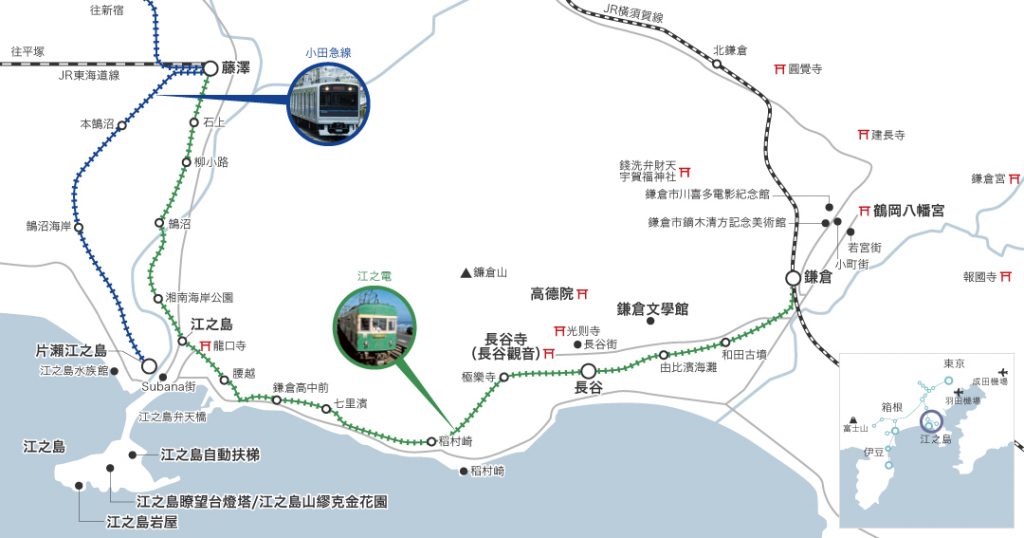 往新宿
往平塚
JR東海道線
藤澤
小田急線
JR橫須賀線
北鎌倉
圓覺寺
建長寺
本鵠沼
石上
柳小路
錢洗弁財天
宇賀福神社
鎌倉宮
鎌倉市川喜多電影紀念館
鶴岡八幡宮
鎌倉市鏑木清方記念美術館
若宮街
小町街
鵠沼海岸
鵠沼
江之電
鐮倉山
鎌倉
報國寺
高德院
湘南海岸公園
鎌倉文學館
江之島
光則寺
長谷寺
(長谷觀音)
長谷街
龍口寺
和田古墳
片瀬江之島
由比濱海灘
江之島水族館
腰越
極樂寺
長谷
Subana街
鎌倉高中前
七里濱
江之島弁天橋
稻村崎
稻村崎
江之島
江之島自動扶梯
江之島瞭望台燈塔/江之島山繆克金花園
江之島岩屋
東京
成田機場
羽田機場
箱根
富士山
江之島
伊豆